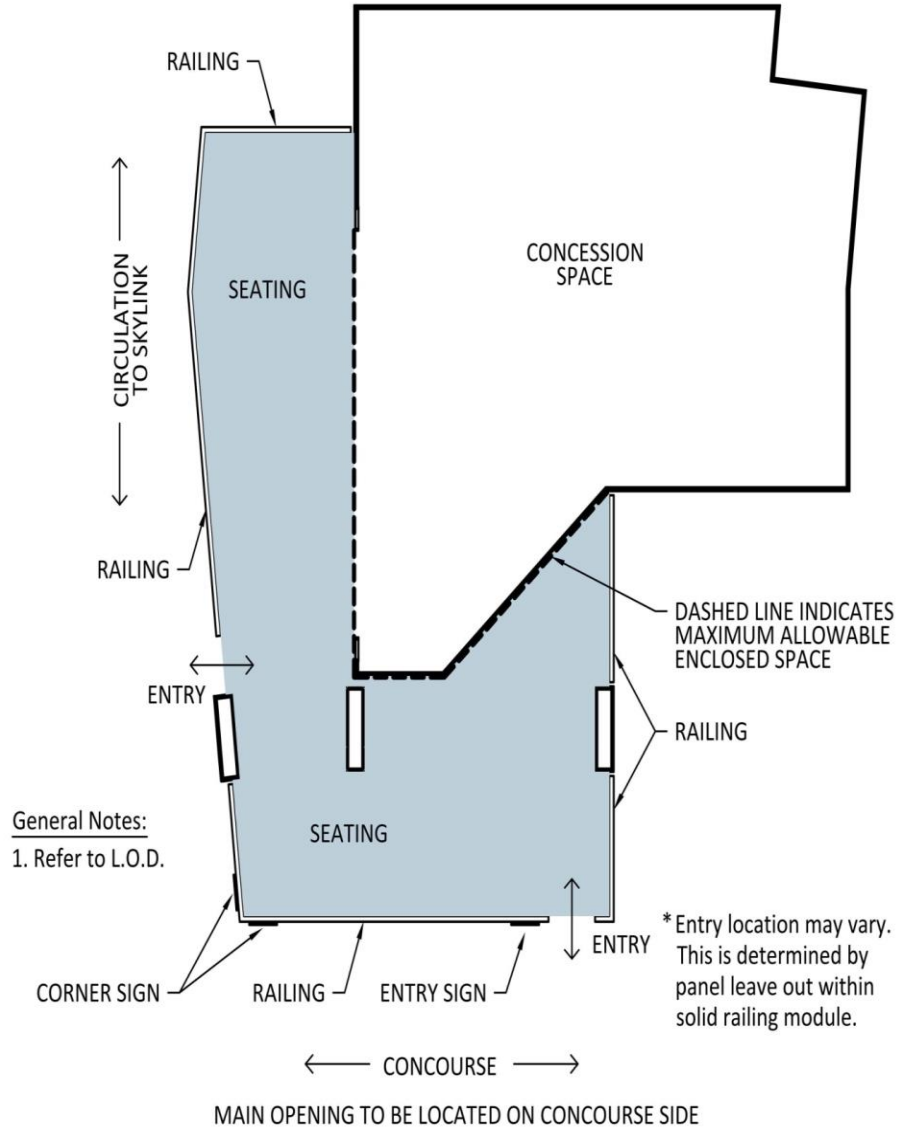 RAILING
CIRCULATION
TO SKYLINK
SEATING
CONCESSION
SPACE
RAILING
DASHED LINE INDICATES
MAXIMUM ALLOWABLE
ENCLOSED SPACE
ENTRY
RAILING
General Notes:
1. Refer to L.O.D.
SEATING
CORNER SIGN
RAILING
ENTRY SIGN
ENTRY
* Entry location may vary.
This is determined by
panel leave out within
solid railing module.
CONCOURSE
MAIN OPENING TO BE LOCATED ON CONCOURSE SIDE